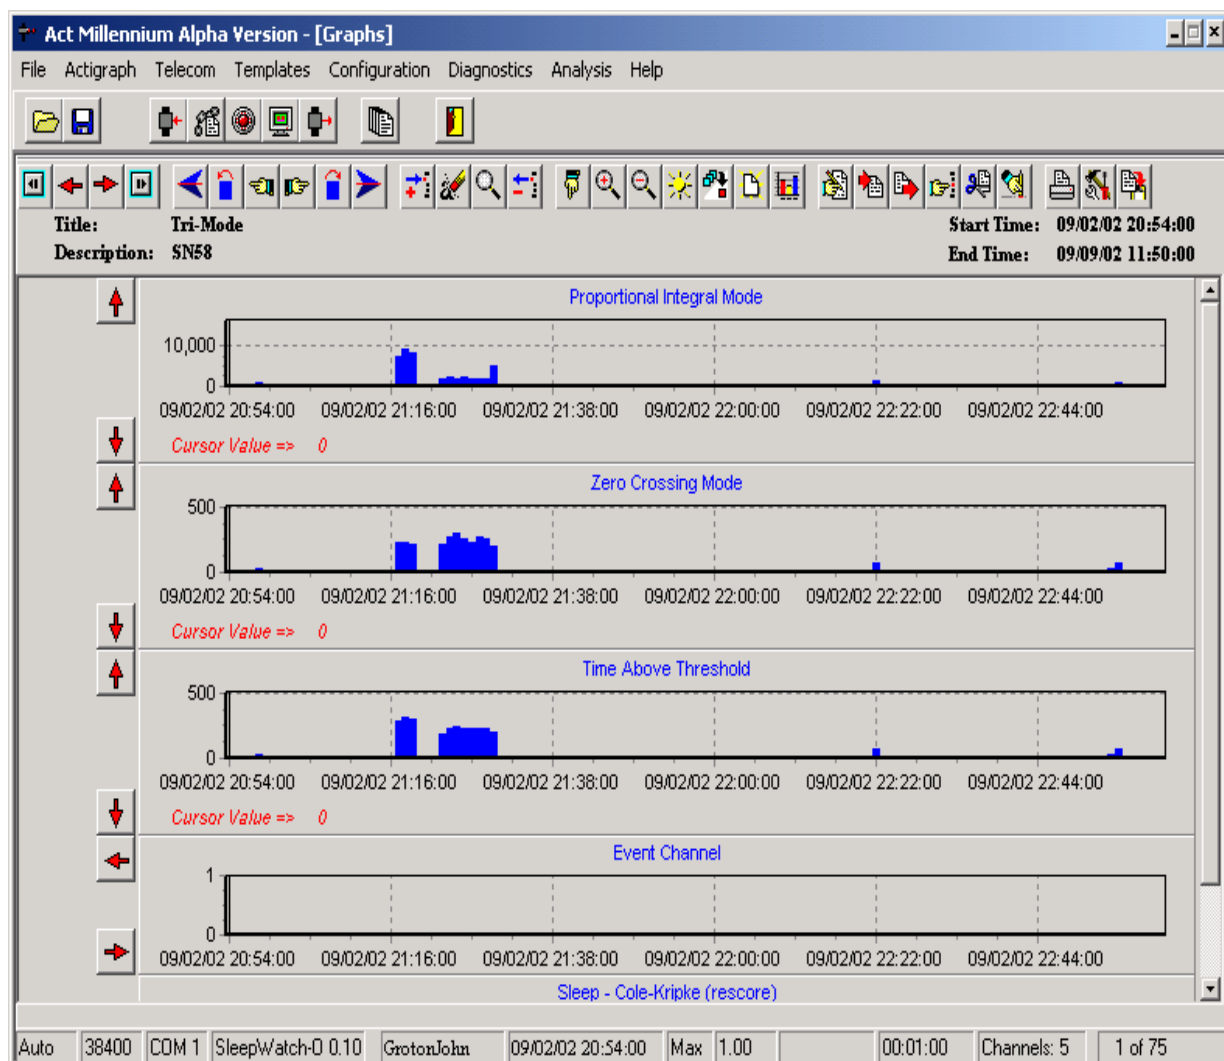 Act Millennium Alpha Version - [Graphs]
File Actigraph Telecom Templates Configuration Diagnostics Analysis Help
Title: Tri-Mode Start Time: 09/02/02 20:54:00
Description: SN58 End Time: 09/09/02 11:50:00
Proportional Integral Mode
10,000
0
09/02/02 20:54:00 09/02/02 21:16:00 09/02/02 21:38:00 09/02/02 22:00:00 09/02/02 22:22:00 09/02/02 22:44:00
Cursor Value => 0
Zero Crossing Mode
500
0
09/02/02 20:54:00 09/02/02 21:16:00 09/02/02 21:38:00 09/02/02 22:00:00 09/02/02 22:22:00 09/02/02 22:44:00
Cursor Value => 0
Time Above Threshold
500
0
09/02/02 20:54:00 09/02/02 21:16:00 09/02/02 21:38:00 09/02/02 22:00:00 09/02/02 22:22:00 09/02/02 22:44:00
Cursor Value => 0
Event Channel
1
0
09/02/02 20:54:00 09/02/02 21:16:00 09/02/02 21:38:00 09/02/02 22:00:00 09/02/02 22:22:00 09/02/02 22:44:00
Sleep - Cole-Kripke (rescore)
Auto 38400 COM 1 SleepWatch-O 0.10 GrotonJohn 09/02/02 20:54:00 Max 1.00 00:01:00 Channels: 5 1 of 75